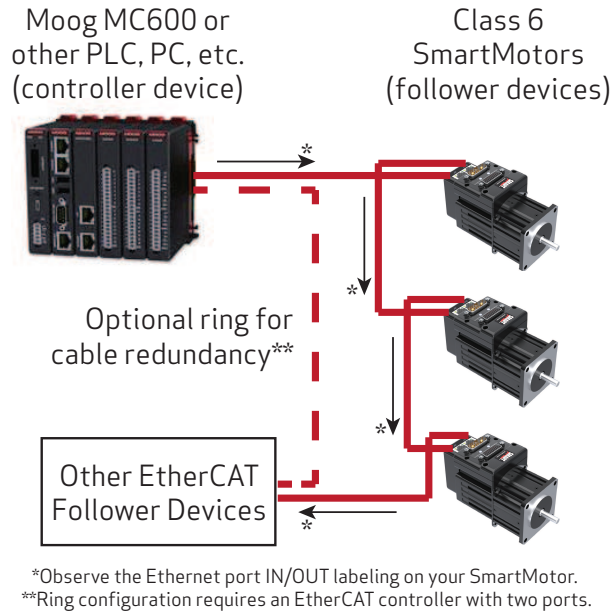 Moog MC600 or
other PLC, PC, etc.
(controller device)
Class 6
SmartMotors
(follower devices)
*
*
Optional ring for
cable redundancy**
*
Other EtherCAT
Follower Devices
*
*Observe the Ethernet port IN/OUT labeling on your SmartMotor.
**Ring configuration requires an EtherCAT controller with two ports.